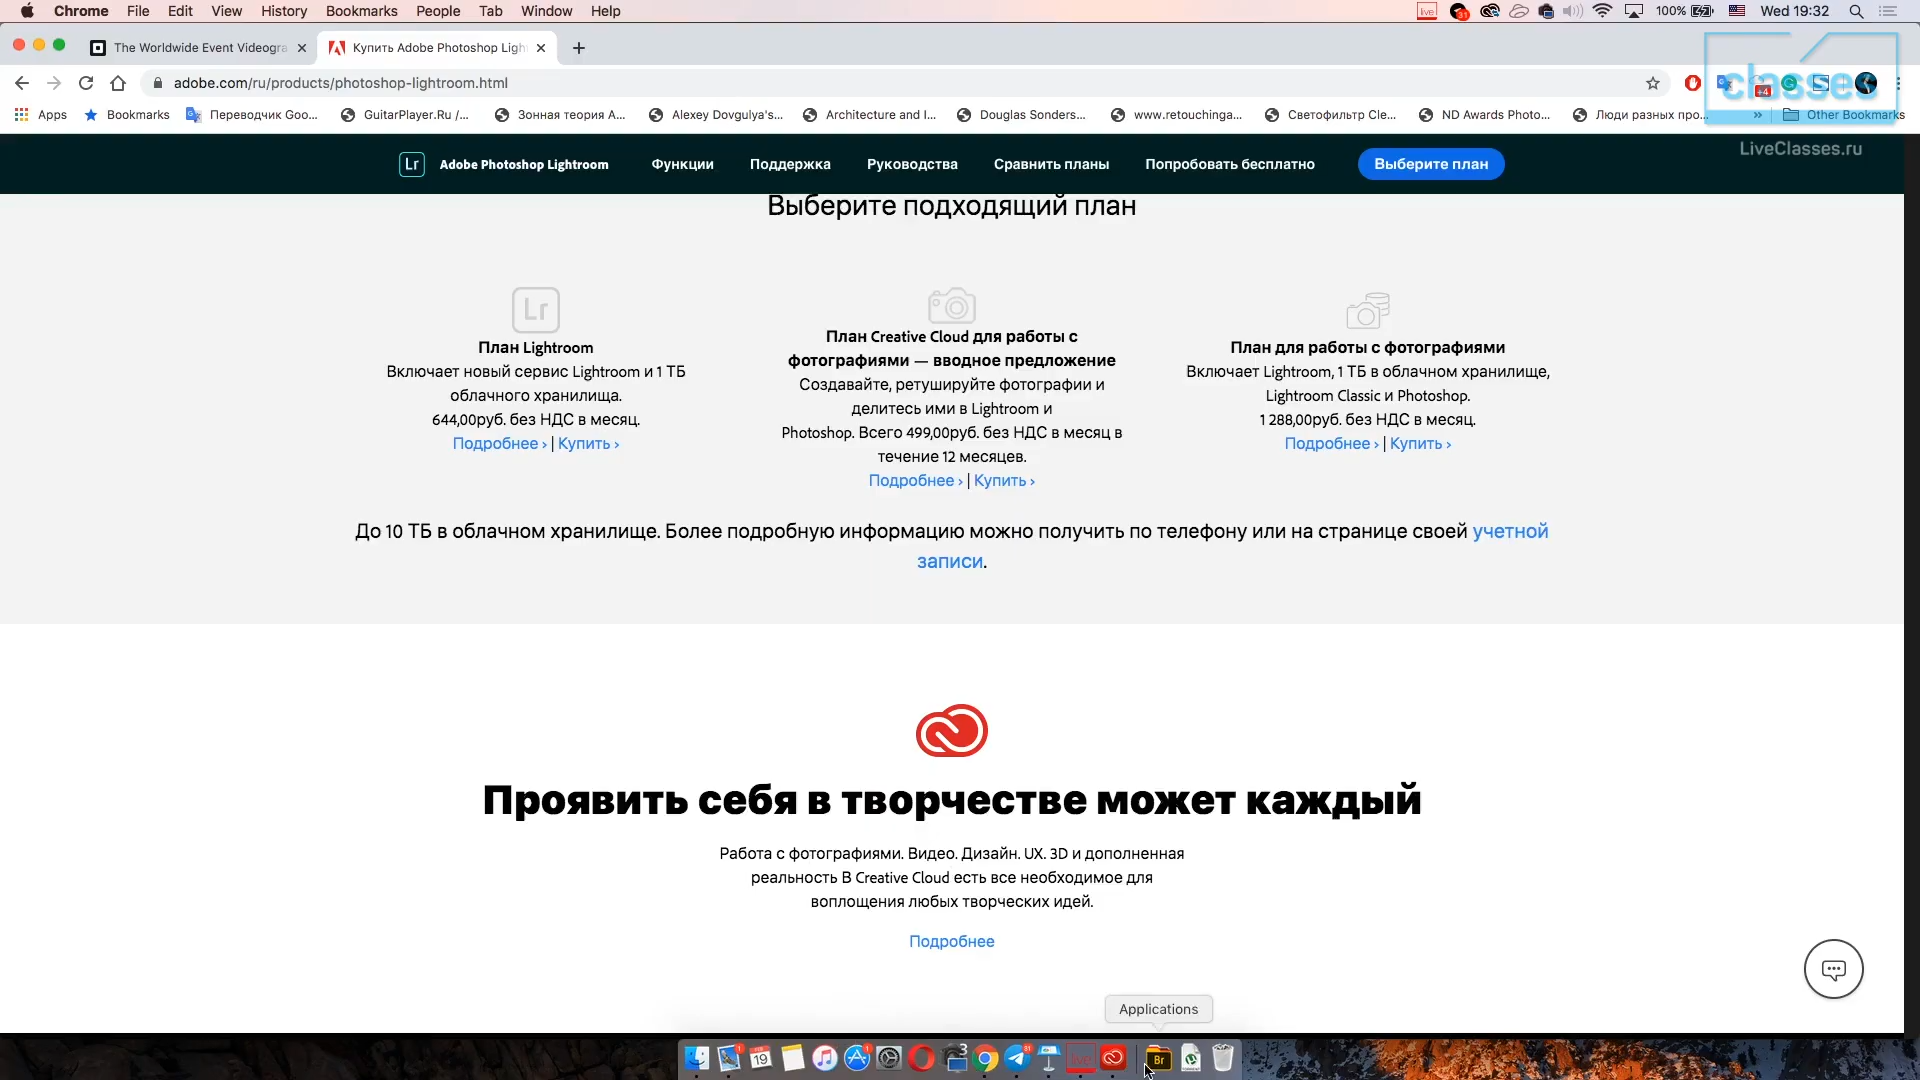 Chrome File Edit View History Bookmarks People Tab Window Help
100% Wed 19:32
The Worldwide Event Videogra
Купить Adobe Photoshop Ligh
adobe.com/ru/products/photoshop-lightroom.html
classes
Apps Bookmarks Переводчик Goo... GuitarPlayer.Ru /... Зонная теория А... Alexey Dovgulya's... Architecture and I... Douglas Sonders... www.retouchinga... Светофильтр Cle... ND Awards Photo... Люди разных про... » Other Bookmarks
LiveClasses.ru
Lr Adobe Photoshop Lightroom Функции Поддержка Руководства Сравнить планы Попробовать бесплатно Выберите план
Выберите подходящий план
Lr
План Lightroom
Включает новый сервис Lightroom и 1 ТБ
облачного хранилища.
644,00руб. без НДС в месяц.
Подробнее › | Купить ›
План Creative Cloud для работы с
фотографиями — вводное предложение
Создавайте, ретушируйте фотографии и
делитесь ими в Lightroom и
Photoshop. Всего 499,00руб. без НДС в месяц в
течение 12 месяцев.
Подробнее › | Купить ›
План для работы с фотографиями
Включает Lightroom, 1 ТБ в облачном хранилище,
Lightroom Classic и Photoshop.
1 288,00руб. без НДС в месяц.
Подробнее › | Купить ›
До 10 ТБ в облачном хранилище. Более подробную информацию можно получить по телефону или на странице своей учетной
записи.
Проявить себя в творчестве может каждый
Работа с фотографиями. Видео. Дизайн. UX. 3D и дополненная
реальность В Creative Cloud есть все необходимое для
воплощения любых творческих идей.
Подробнее
Applications
19
3
Br